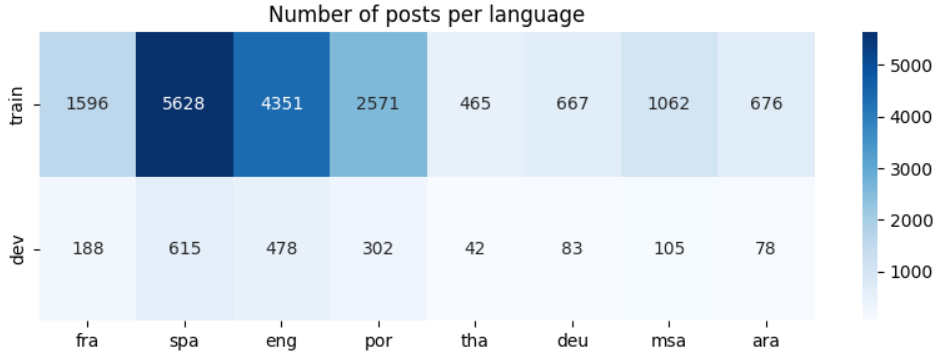 Number of posts per language
train 1596 5628 4351 2571 465 667 1062 676
dev 188 615 478 302 42 83 105 78
fra spa eng por tha deu msa ara
5000
4000
3000
2000
1000